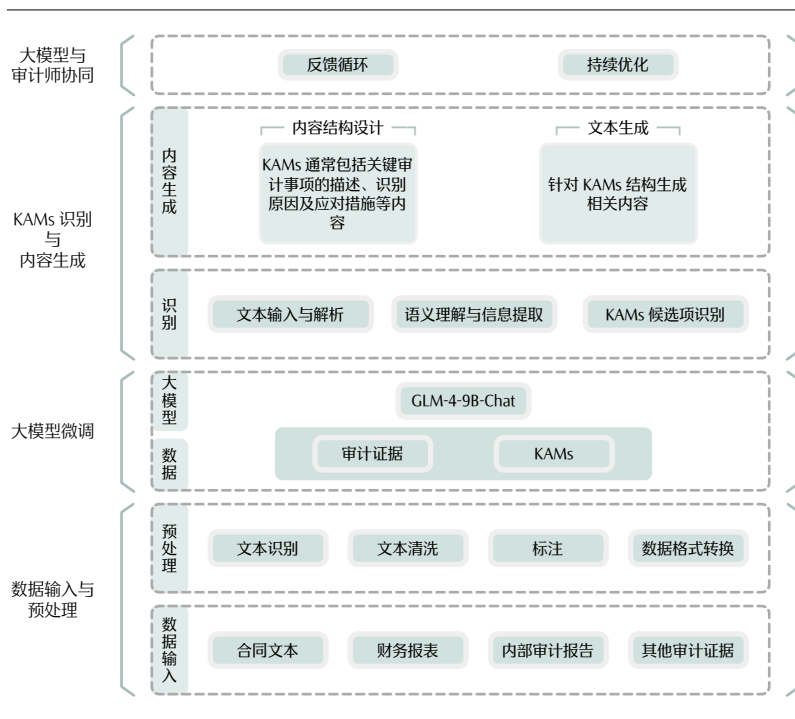 大模型与
审计师协同
反馈循环
持续优化
KAMs 识别
与
内容生成
内容生成
内容结构设计
KAMs 通常包括关键审
计事项的描述、识别
原因及应对措施等内
容
文本生成
针对 KAMs 结构生成
相关内容
识别
文本输入与解析
语义理解与信息提取
KAMs 候选项识别
大模型微调
大模型
GLM-4-9B-Chat
数据
审计证据
KAMs
数据输入与
预处理
预处理
文本识别
文本清洗
标注
数据格式转换
数据输入
合同文本
财务报表
内部审计报告
其他审计证据